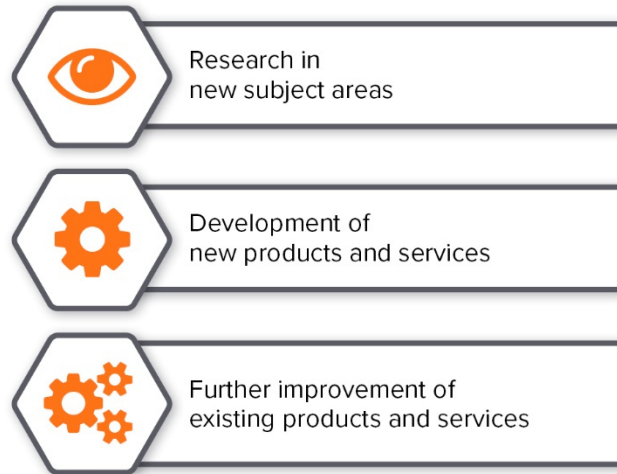 Research in
new subject areas
Development of
new products and services
Further improvement of
existing products and services